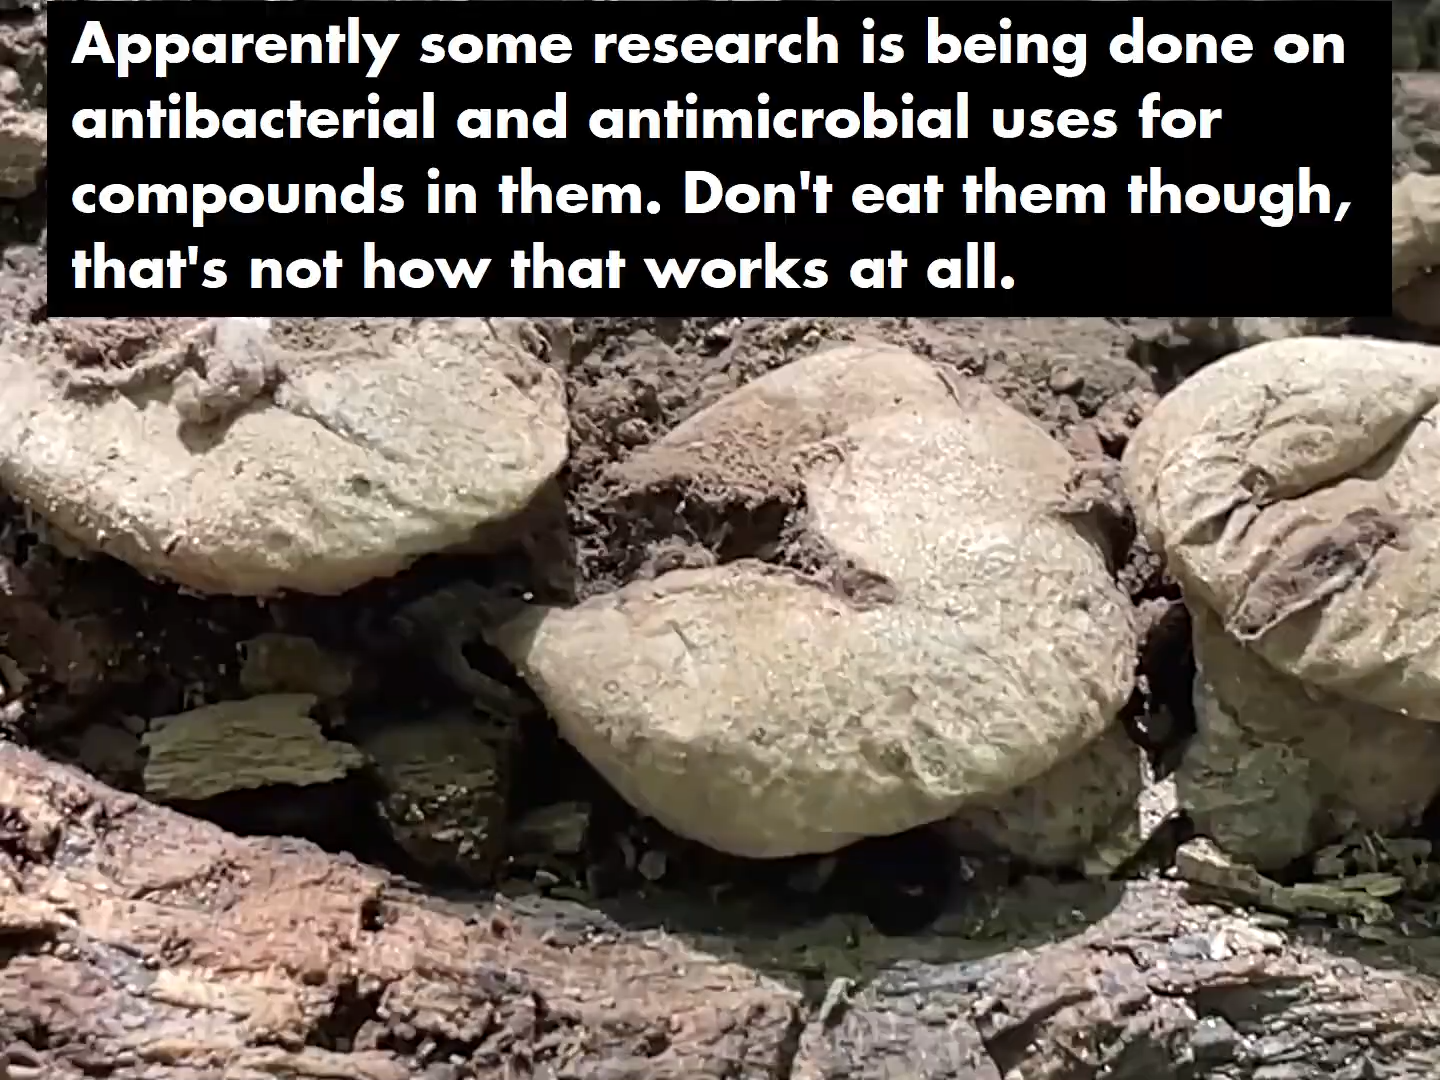 Apparently some research is being done on
antibacterial and antimicrobial uses for
compounds in them. Don't eat them though,
that's not how that works at all.